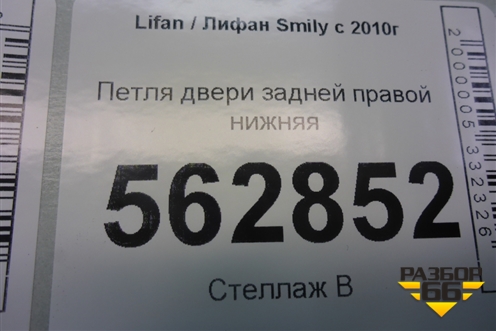 Lifan / Лифан Smily с 2010г
Петля двери задней правой
нижняя
562852
Стеллаж В
2000005332326
РАЗБОР
66